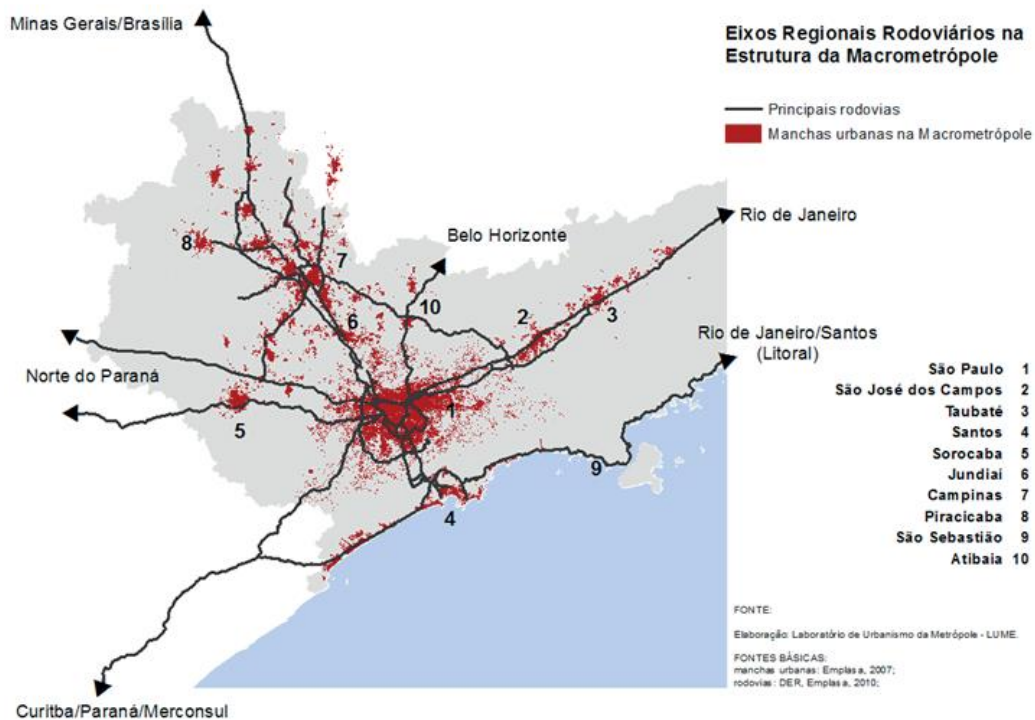 Minas Gerais/Brasília
Eixos Regionais Rodoviários na
Estrutura da Macrometrópole
Principais rodovias
Manchas urbanas na Macrometrópole
Rio de Janeiro
Belo Horizonte
8
7
10
6
2
3
Rio de Janeiro/Santos
(Litoral)
Norte do Paraná
1
5
9
4
São Paulo 1
São José dos Campos 2
Taubaté 3
Santos 4
Sorocaba 5
Jundiaí 6
Campinas 7
Piracicaba 8
São Sebastião 9
Atibaia 10
FONTE:
Elaboração: Laboratório de Urbanismo da Metrópole - LUME.
FONTES BÁSICAS:
manchas urbanas: Emplasa, 2007;
rodovias: DER, Emplasa, 2010;
Curitba/Paraná/Merconsul